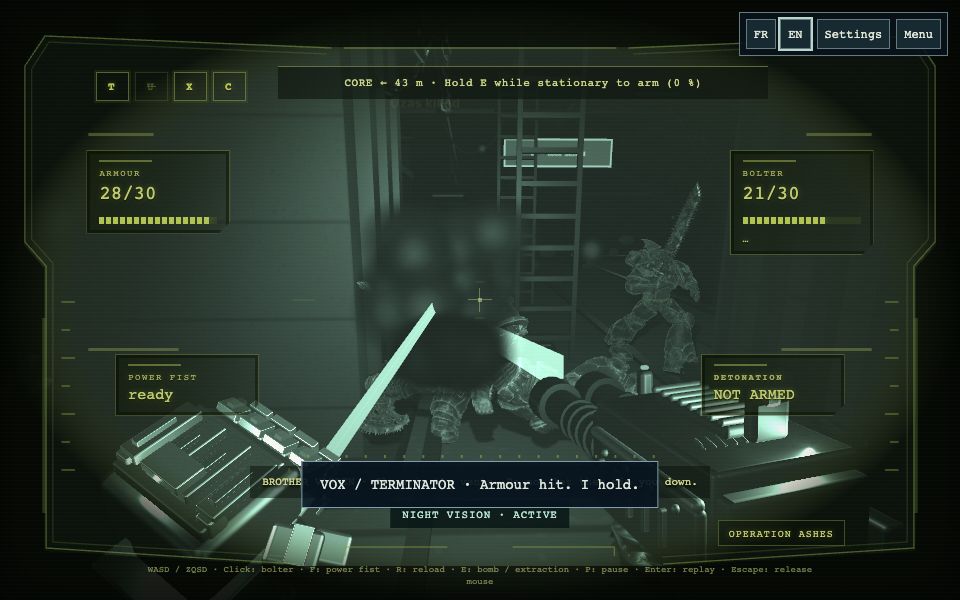 FR EN Settings Menu
T X C
CORE ← 43 m · Hold E while stationary to arm (0 %)
ARMOUR
28/30
BOLTER
21/30
…
POWER FIST
ready
DETONATION
NOT ARMED
VOX / TERMINATOR · Armour hit. I hold.
down.
NIGHT VISION · ACTIVE
OPERATION ASHES
WASD / ZQSD · Click: bolter · F: power fist · R: reload · E: bomb / extraction · P: pause · Enter: replay · Escape: release
mouse